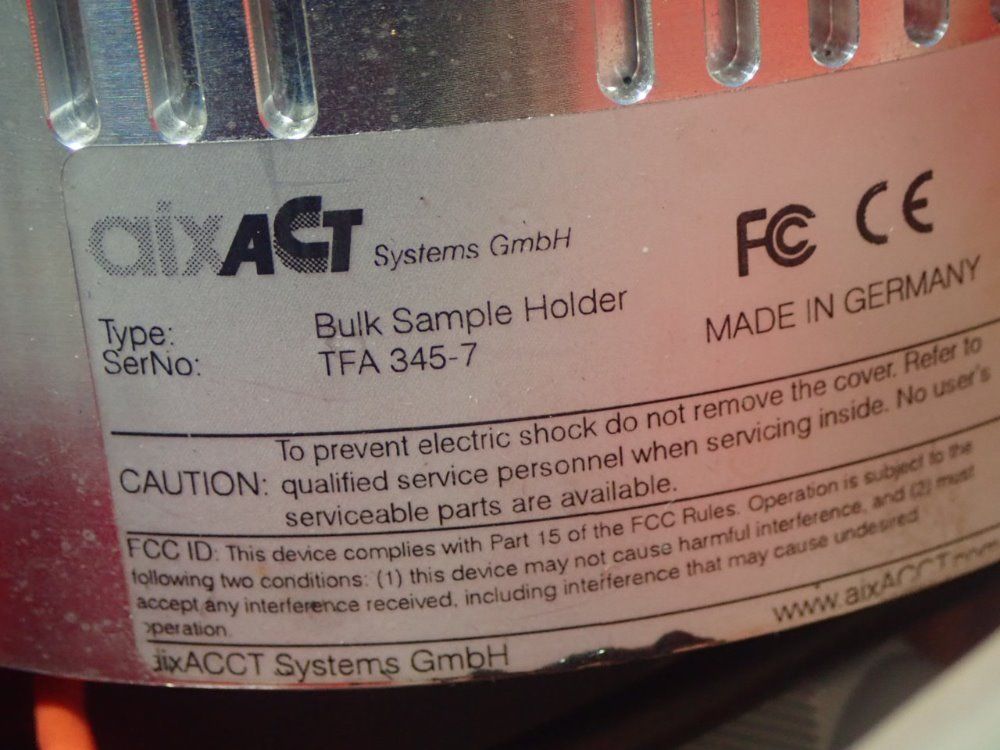 aixACCT Systems GmbH
FCC CE
MADE IN GERMANY
Type: Bulk Sample Holder
SerNo: TFA 345-7
CAUTION: To prevent electric shock do not remove the cover. Refer to
qualified service personnel when servicing inside. No user's
serviceable parts are available.
FCC ID: This device complies with Part 15 of the FCC Rules. Operation is subject to the
following two conditions: (1) this device may not cause harmful interference, and (2) must
accept any interference received, including interference that may cause undesired
operation.
aixACCT Systems GmbH
www.aixACCT.com